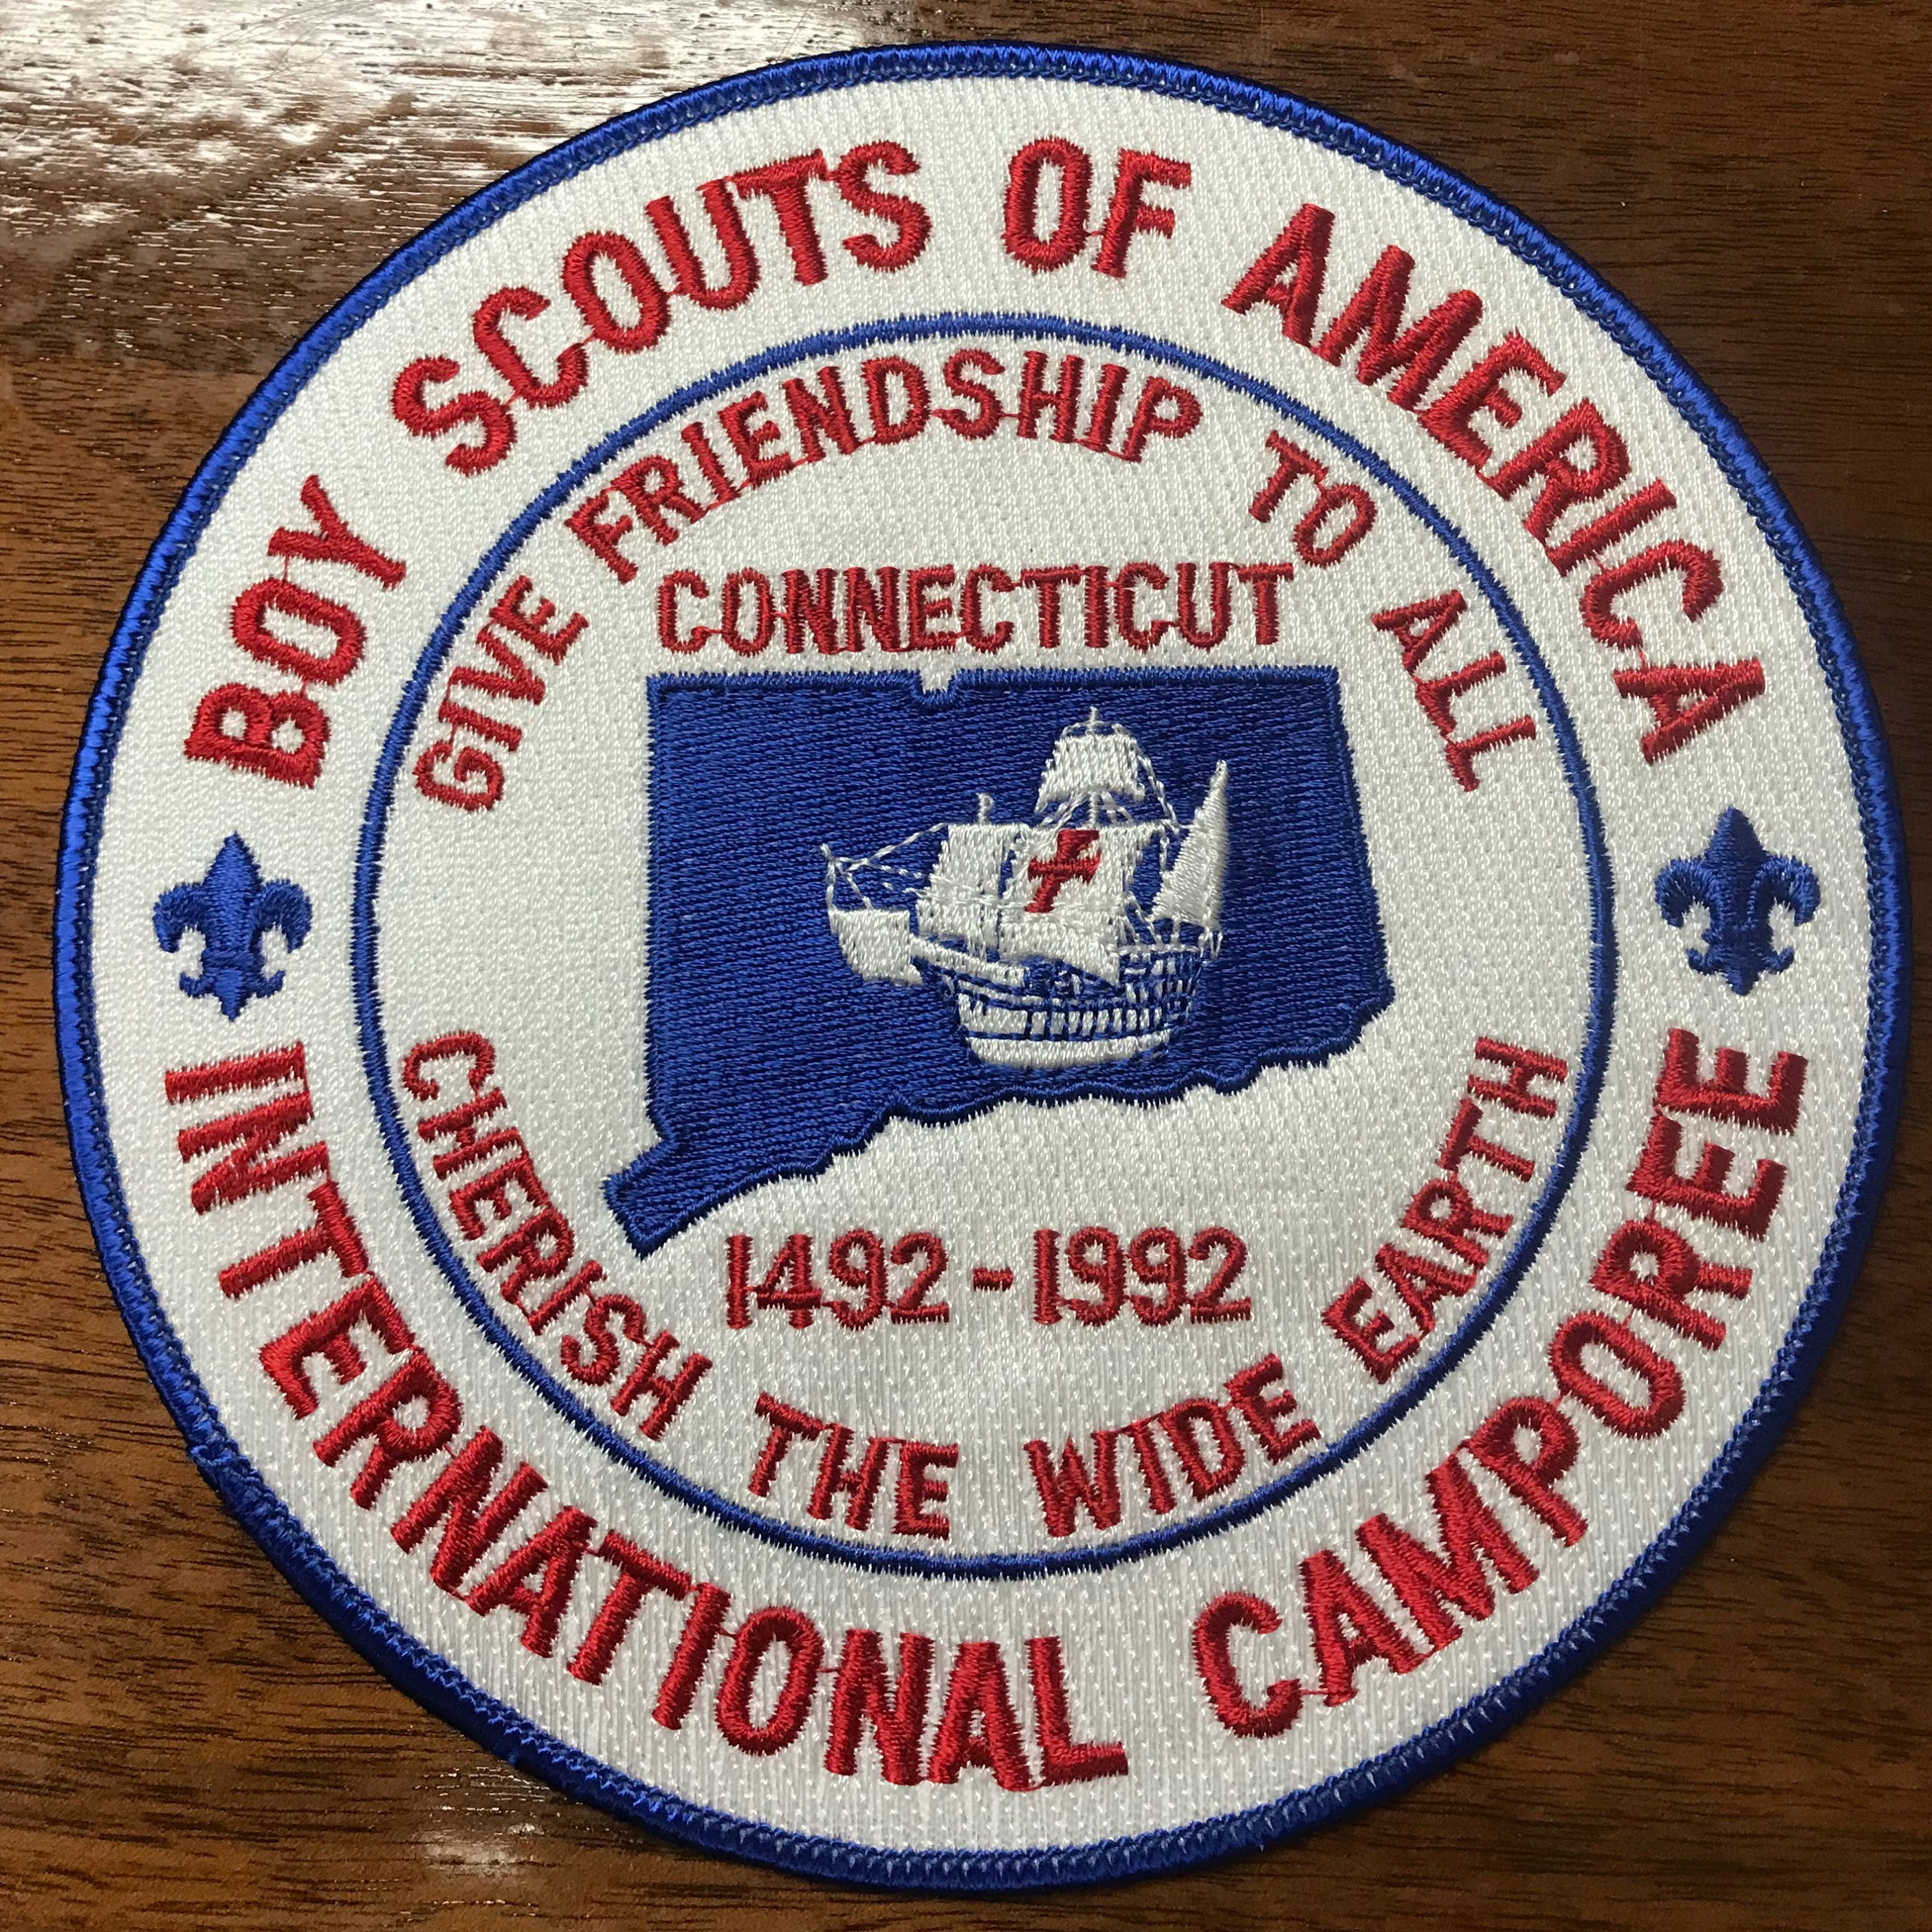 BOY SCOUTS OF AMERICA
GIVE FRIENDSHIP TO ALL
CONNECTICUT
1492-1992
CHERISH THE WIDE EARTH
INTERNATIONAL CAMPOREE